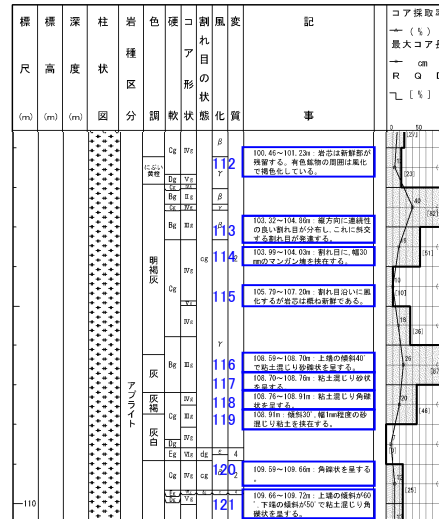 標尺 (m)
標高 (m)
深度 (m)
柱状図
岩種区分
色調
硬軟
コア形状
割れ目の状態
風化
変質
記事
コア採取率
(%)
最大コア長
cm
R Q D
[%]
0 50
アプライト
にぶい黄橙
明褐灰
灰
灰褐
灰白
112
100.46～101.23m: 岩芯は新鮮部が
残留する。有色鉱物の周囲は風化
で褐色化している。
[23]
[82]
113
103.32～104.86m: 縦方向に連続性
の良い割れ目が分布し、これに斜交
する割れ目が発達する。
114
103.99～104.03m: 割れ目に、幅30
mmのマンガン塊を挟在する。
[51]
115
105.79～107.20m: 割れ目沿いに風
化するが岩芯は概ね新鮮である。
[10]
[36]
116
108.59～108.70m: 上端の傾斜40
で粘土混じり砂礫状を呈する。
[87]
117
108.70～108.76m: 粘土混じり砂状
を呈する。
118
108.76～108.91m: 粘土混じり角礫
状を呈する。
119
108.91m: 傾斜30゜幅1mm程度の砂
混じり粘土を挟在する。
[46]
120
109.59～109.66m: 角礫状を呈する
。
121
109.66～109.72m: 上端の傾斜が60
゜下端の傾斜が50゜で粘土混じり角
礫状を呈する。
[25]
-110